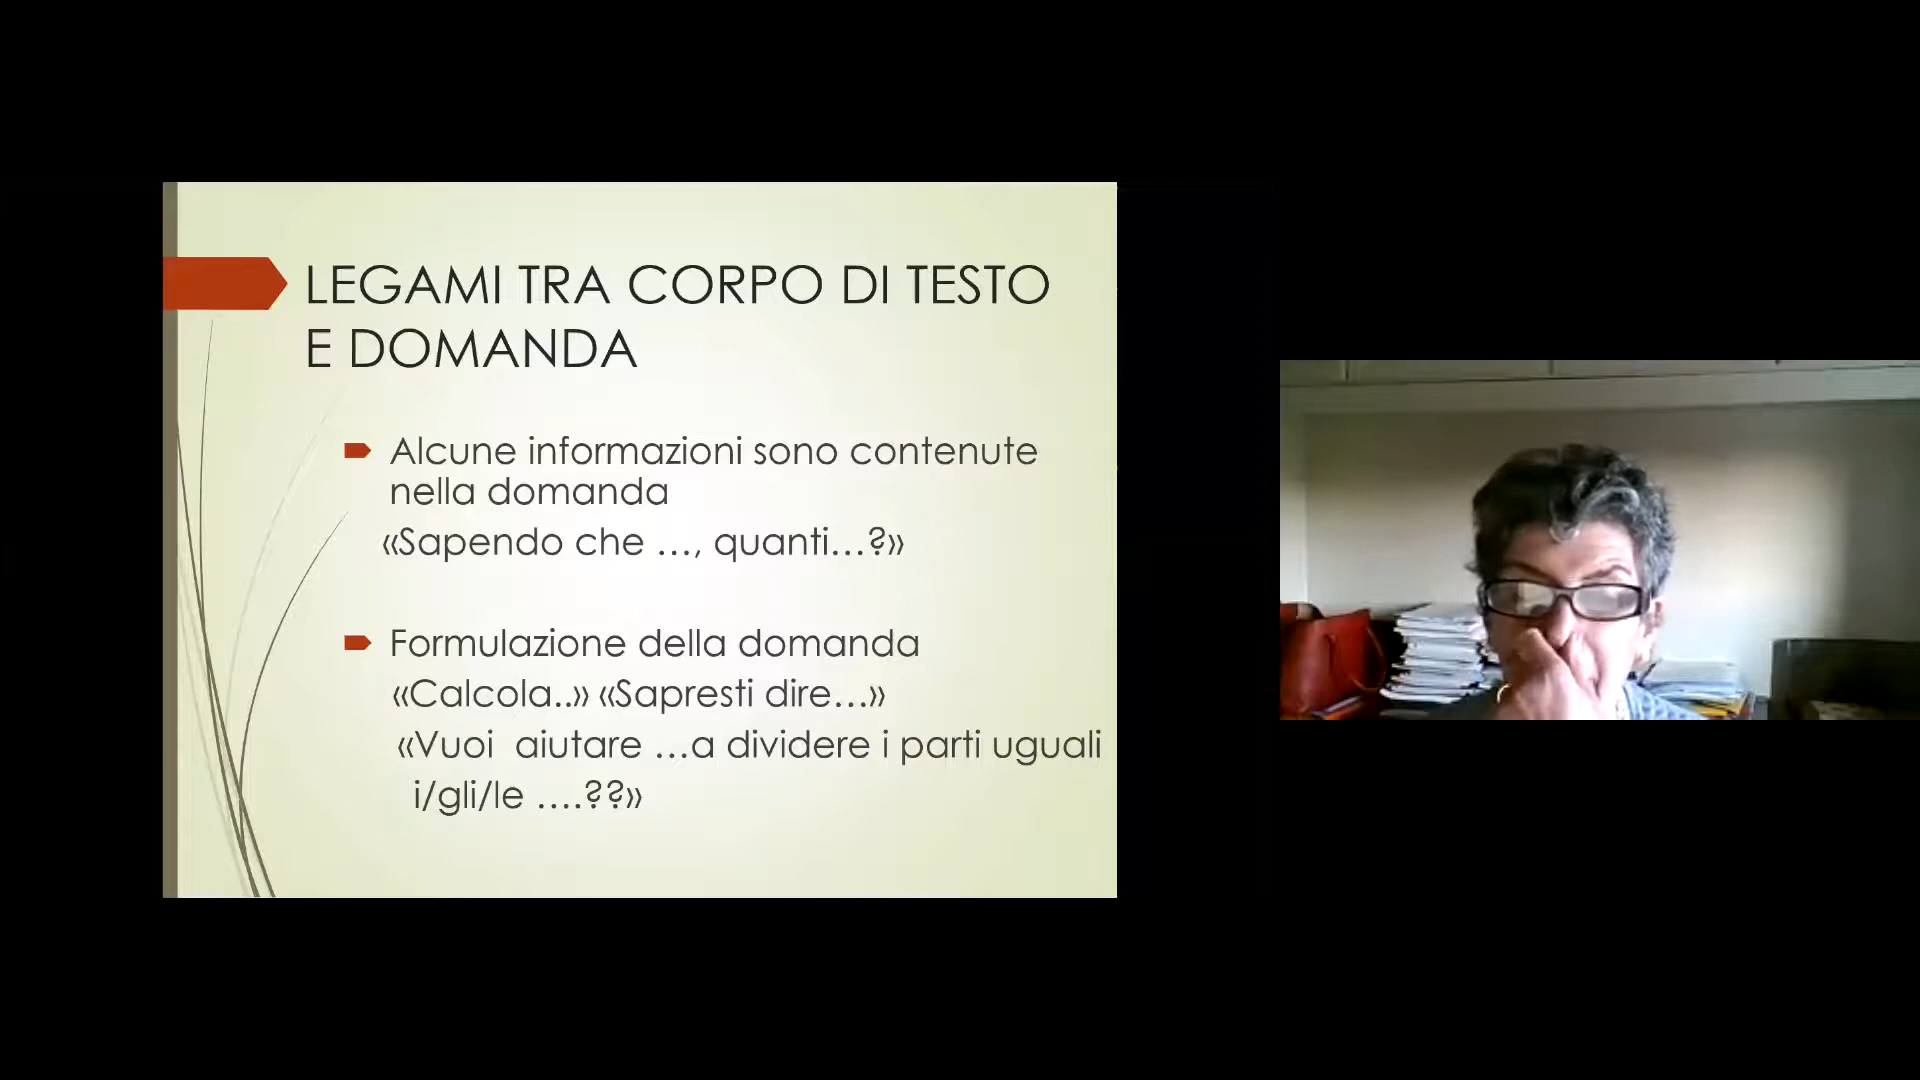 LEGAMI TRA CORPO DI TESTO
E DOMANDA
Alcune informazioni sono contenute
nella domanda
«Sapendo che …, quanti…?»
Formulazione della domanda
«Calcola..» «Sapresti dire…»
«Vuoi  aiutare …a dividere i parti uguali
i/gli/le ….??»